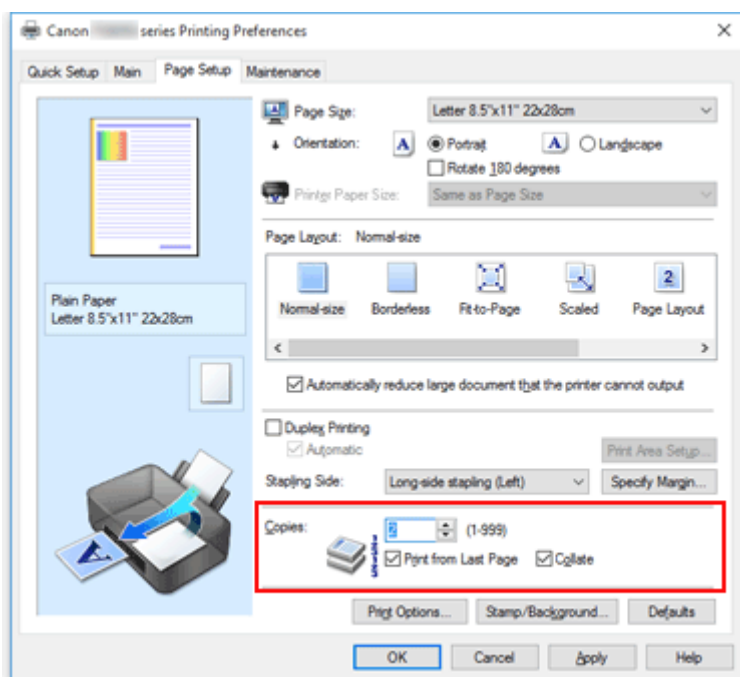 Canon series Printing Preferences
Quick Setup Main Page Setup Maintenance
Page Size: Letter 8.5"x11" 22x28cm
Orientation: A Portrait A Landscape
Rotate 180 degrees
Printer Paper Size: Same as Page Size
Page Layout: Normal-size
2
Normal-size Borderless Fit-to-Page Scaled Page Layout
Plain Paper
Letter 8.5"x11" 22x28cm
Automatically reduce large document that the printer cannot output
Duplex Printing
Automatic Print Area Setup...
Stapling Side: Long-side stapling (Left) Specify Margin...
Copies: 2 (1-999)
Print from Last Page Collate
A
Print Options... Stamp/Background... Defaults
OK Cancel Apply Help